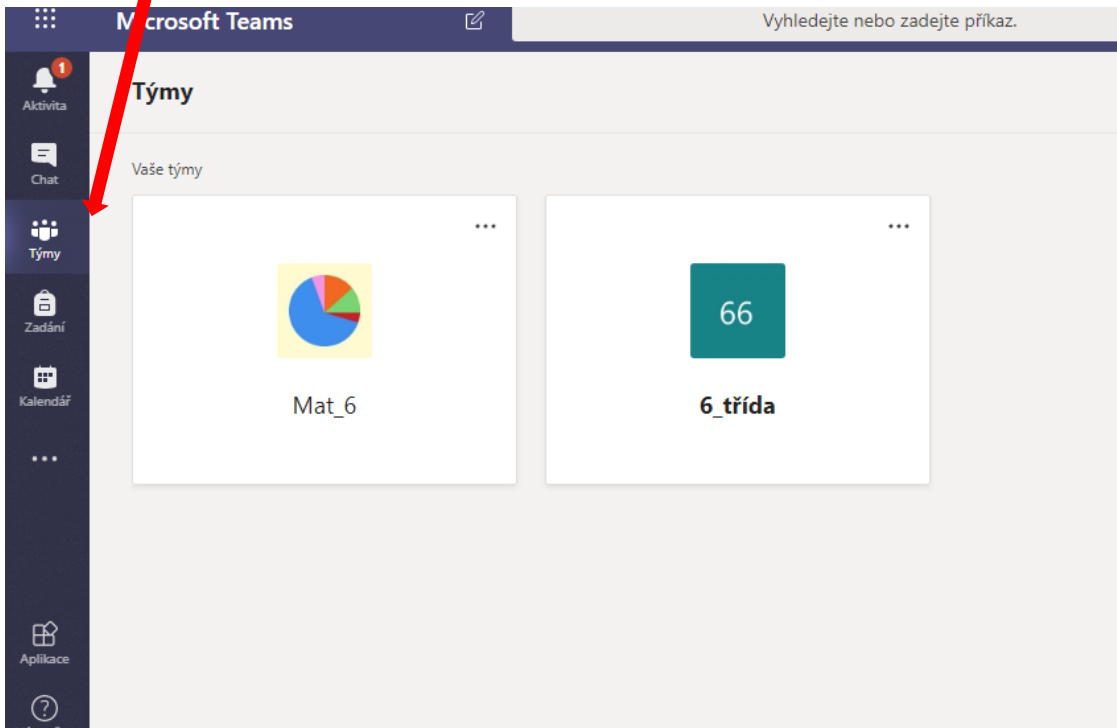 Microsoft Teams
Vyhledejte nebo zadejte příkaz.
1
Aktivita
Chat
Týmy
Zadání
Kalendář
Aplikace
Týmy
Vaše týmy
Mat_6
66
6_třída